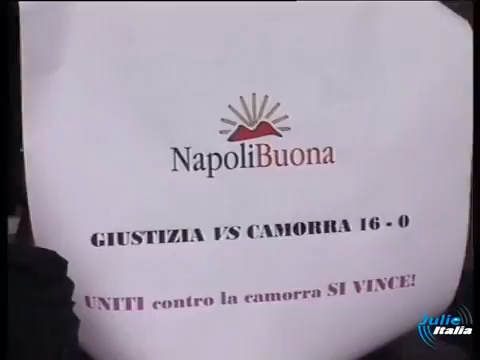 NapoliBuona
GIUSTIZIA VS CAMORRA 16 - 0
UNITI contro la camorra SI VINCE!
Julie
Italia